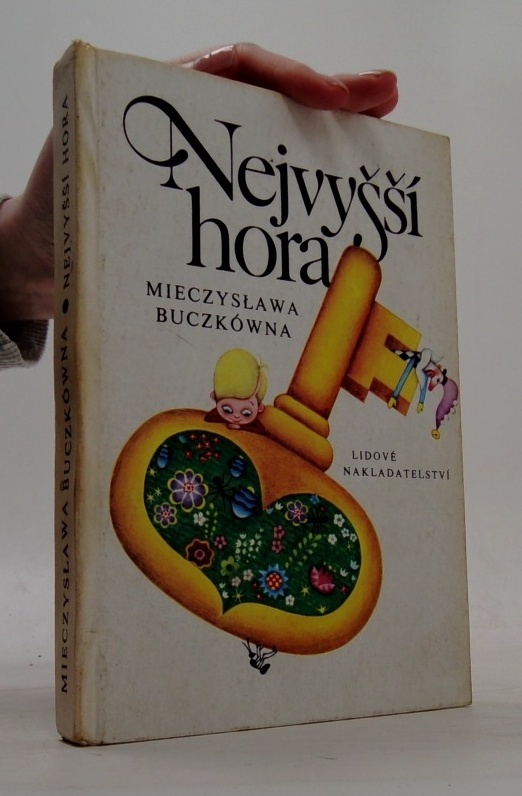 Nejvyšší
hora
MIECZYSŁAWA
BUCZKÓWNA
LIDOVÉ
NAKLADATELSTVÍ
MIECZYSŁAWA BUCZKÓWNA ● NEJVYŠŠÍ HORA